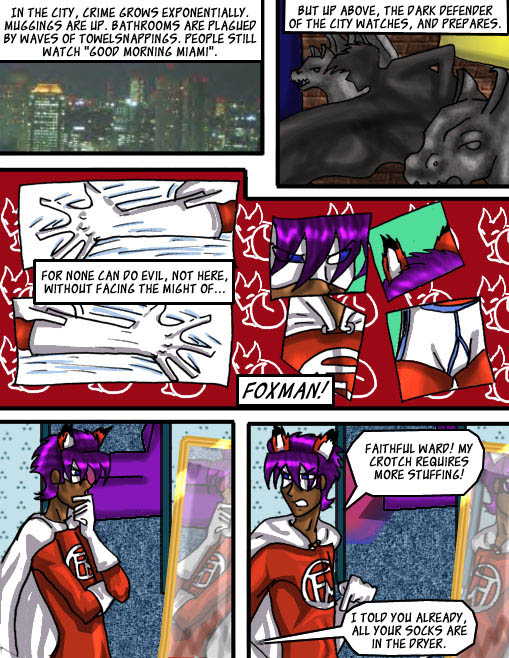 IN THE CITY, CRIME GROWS EXPONENTIALLY.
MUGGINGS ARE UP. BATHROOMS ARE PLAGUED
BY WAVES OF TOWELSNAPPINGS. PEOPLE STILL
WATCH "GOOD MORNING MIAMI".
BUT UP ABOVE, THE DARK DEFENDER
OF THE CITY WATCHES, AND PREPARES.
FOR NONE CAN DO EVIL, NOT HERE,
WITHOUT FACING THE MIGHT OF...
FOXMAN!
FAITHFUL WARD! MY
CROTCH REQUIRES
MORE STUFFING!
I TOLD YOU ALREADY,
ALL YOUR SOCKS ARE
IN THE DRYER.